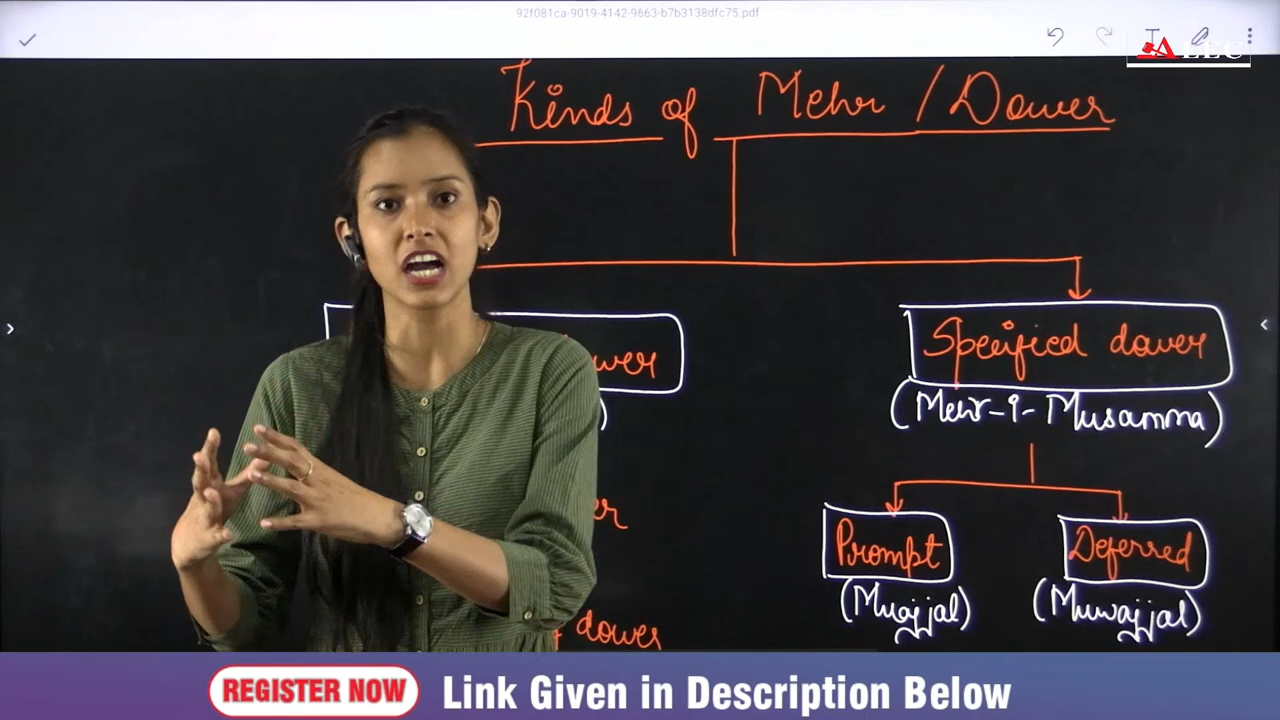 92f081ca-9019-4142-9663-b7b3138dfc75.pdf
LEC
Kinds of Mehr / Dower
Specified dower
(Mehr-i-Musamma)
Prompt
Deferred
(Muajjal)
(Muwajjal)
dower
REGISTER NOW
Link Given in Description Below